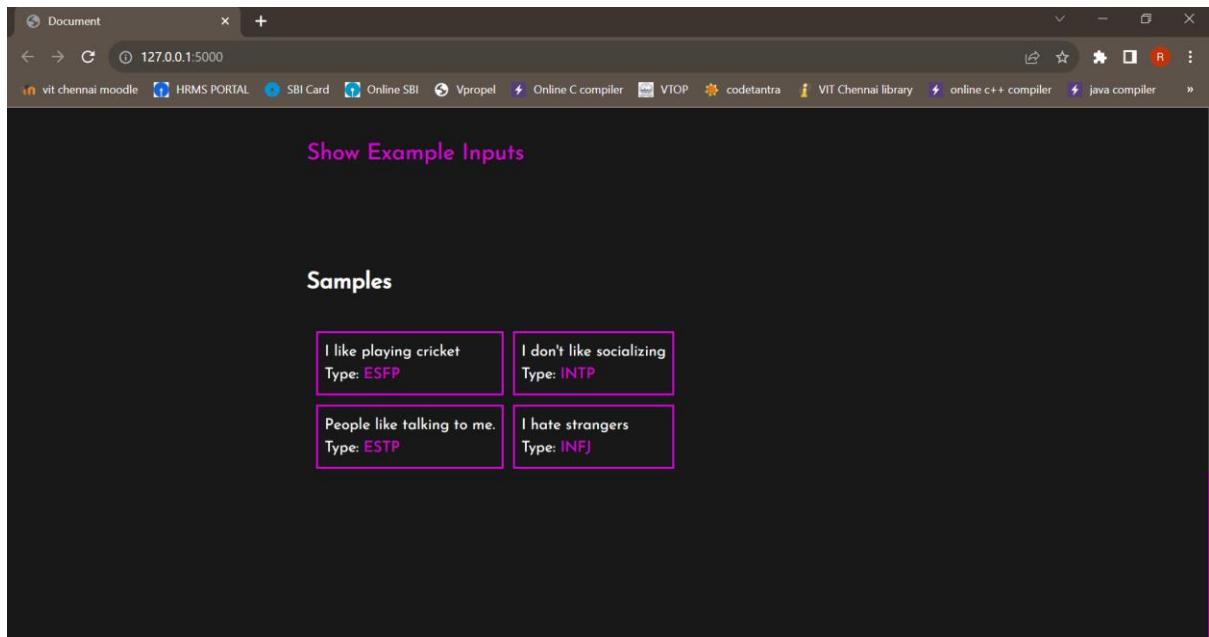 Document
127.0.0.1:5000
R
vit chennai moodle HRMS PORTAL SBI Card Online SBI Vpropel Online C compiler VTOP codetantra VIT Chennai library online c++ compiler java compiler »
Show Example Inputs
Samples
I like playing cricket
Type: ESFP
I don't like socializing
Type: INTP
People like talking to me.
Type: ESTP
I hate strangers
Type: INFJ